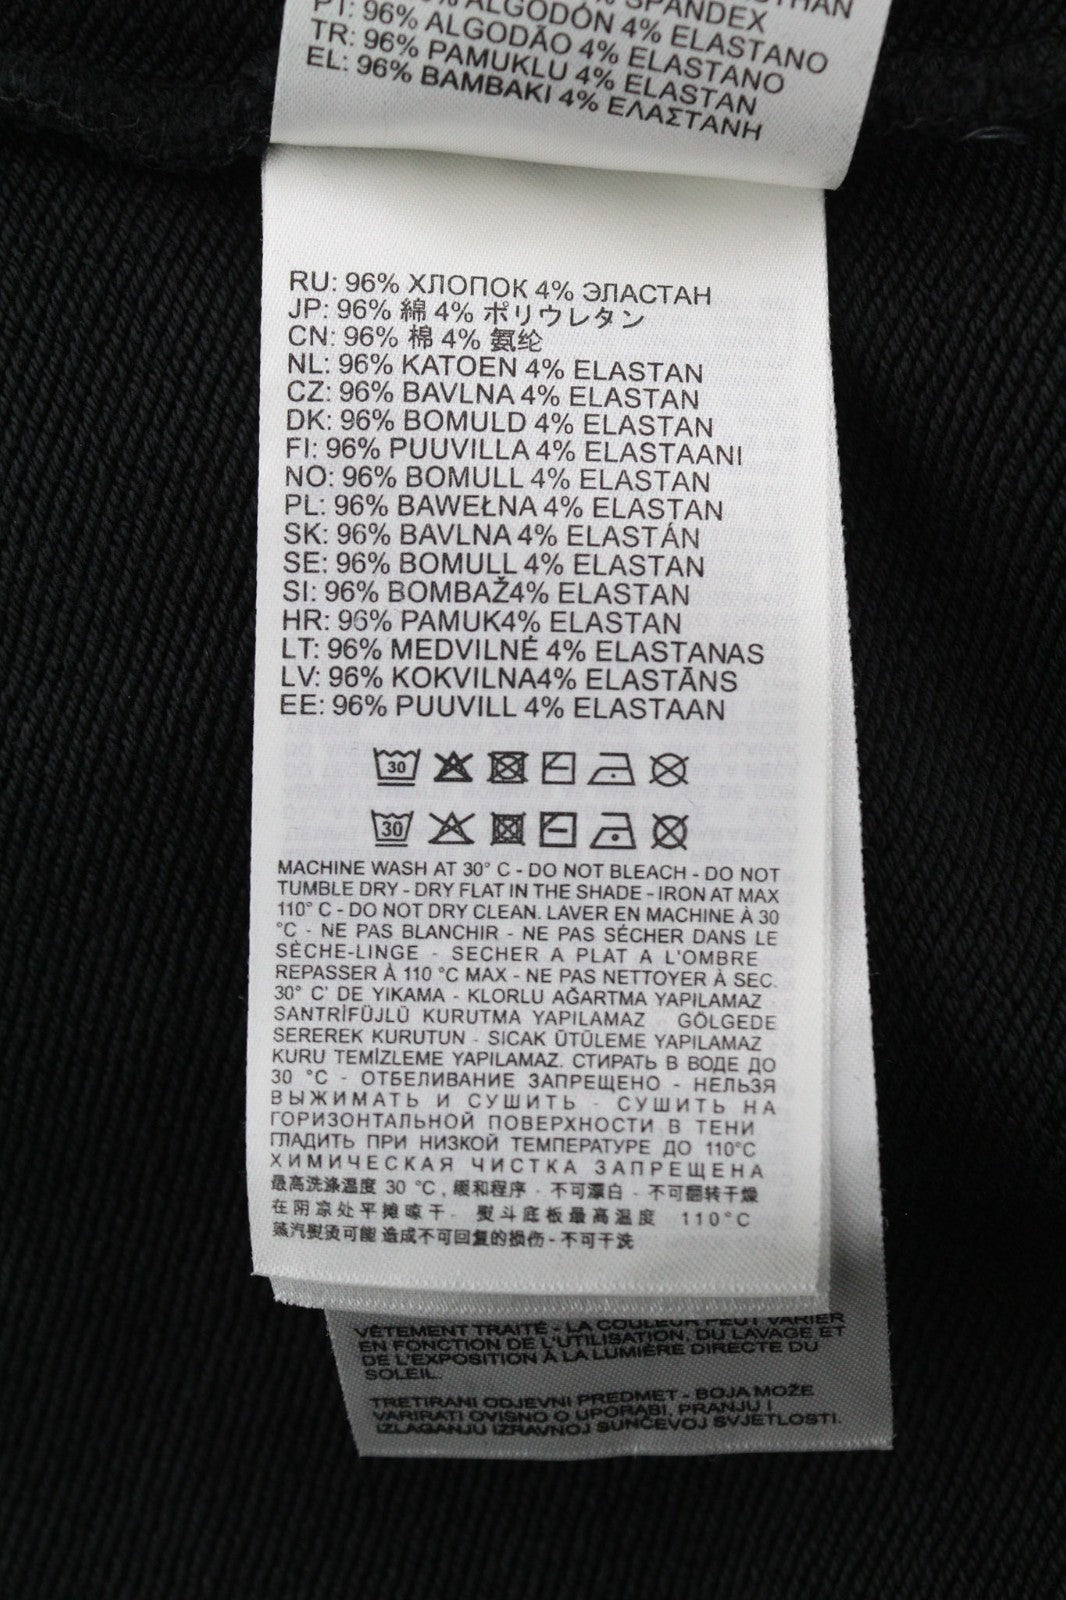 SPANDEX
ALGODÓN 4% ELASTANO
PT: 96% ALGODÃO 4% ELASTANO
TR: 96% PAMUKLU 4% ELASTAN
EL: 96% BAMBAKI 4% ΕΛΑΣΤΑΝΗ
RU: 96% ХЛОПОК 4% ЭЛАСТАН
JP: 96% 綿 4% ポリウレタン
CN: 96% 棉 4% 氨纶
NL: 96% KATOEN 4% ELASTAN
CZ: 96% BAVLNA 4% ELASTAN
DK: 96% BOMULD 4% ELASTAN
FI: 96% PUUVILLA 4% ELASTAANI
NO: 96% BOMULL 4% ELASTAN
PL: 96% BAWEŁNA 4% ELASTAN
SK: 96% BAVLNA 4% ELASTÁN
SE: 96% BOMULL 4% ELASTAN
SI: 96% BOMBAŽ4% ELASTAN
HR: 96% PAMUK4% ELASTAN
LT: 96% MEDVILNĖ 4% ELASTANAS
LV: 96% KOKVILNA4% ELASTĀNS
EE: 96% PUUVILL 4% ELASTAAN
30
30
MACHINE WASH AT 30° C - DO NOT BLEACH - DO NOT
TUMBLE DRY - DRY FLAT IN THE SHADE - IRON AT MAX
110° C - DO NOT DRY CLEAN. LAVER EN MACHINE À 30
°C - NE PAS BLANCHIR - NE PAS SÉCHER DANS LE
SÈCHE-LINGE - SECHER A PLAT A L'OMBRE
REPASSER À 110 °C MAX - NE PAS NETTOYER À SEC.
30° C' DE YIKAMA - KLORLU AĞARTMA YAPILAMAZ
SANTRİFÜJLÜ KURUTMA YAPILAMAZ GÖLGEDE
SEREREK KURUTUN - SICAK ÜTÜLEME YAPILAMAZ
KURU TEMİZLEME YAPILAMAZ. СТИРАТЬ В ВОДЕ ДО
30 °C - ОТБЕЛИВАНИЕ ЗАПРЕЩЕНО - НЕЛЬЗЯ
ВЫЖИМАТЬ И СУШИТЬ - СУШИТЬ НА
ГОРИЗОНТАЛЬНОЙ ПОВЕРХНОСТИ В ТЕНИ
ГЛАДИТЬ ПРИ НИЗКОЙ ТЕМПЕРАТУРЕ ДО 110°C
ХИМИЧЕСКАЯ ЧИСТКА ЗАПРЕЩЕНА
最高洗涤温度 30 °C , 缓和程序 - 不可漂白 - 不可翻转干燥
在阴凉处平摊晾干 - 熨斗底板最高温度 110°C
蒸汽熨烫可能造成不可回复的损伤 - 不可干洗
VÊTEMENT TRAITÉ - LA COULEUR PEUT VARIER
EN FONCTION DE L'UTILISATION, DU LAVAGE ET
DE L'EXPOSITION À LA LUMIÈRE DIRECTE DU
SOLEIL.
TRETIRANI ODJEVNI PREDMET - BOJA MOŽE
VARIRATI OVISNO O UPORABI, PRANJU I
IZLAGANJU IZRAVNOJ SUNČEVOJ SVJETLOSTI.